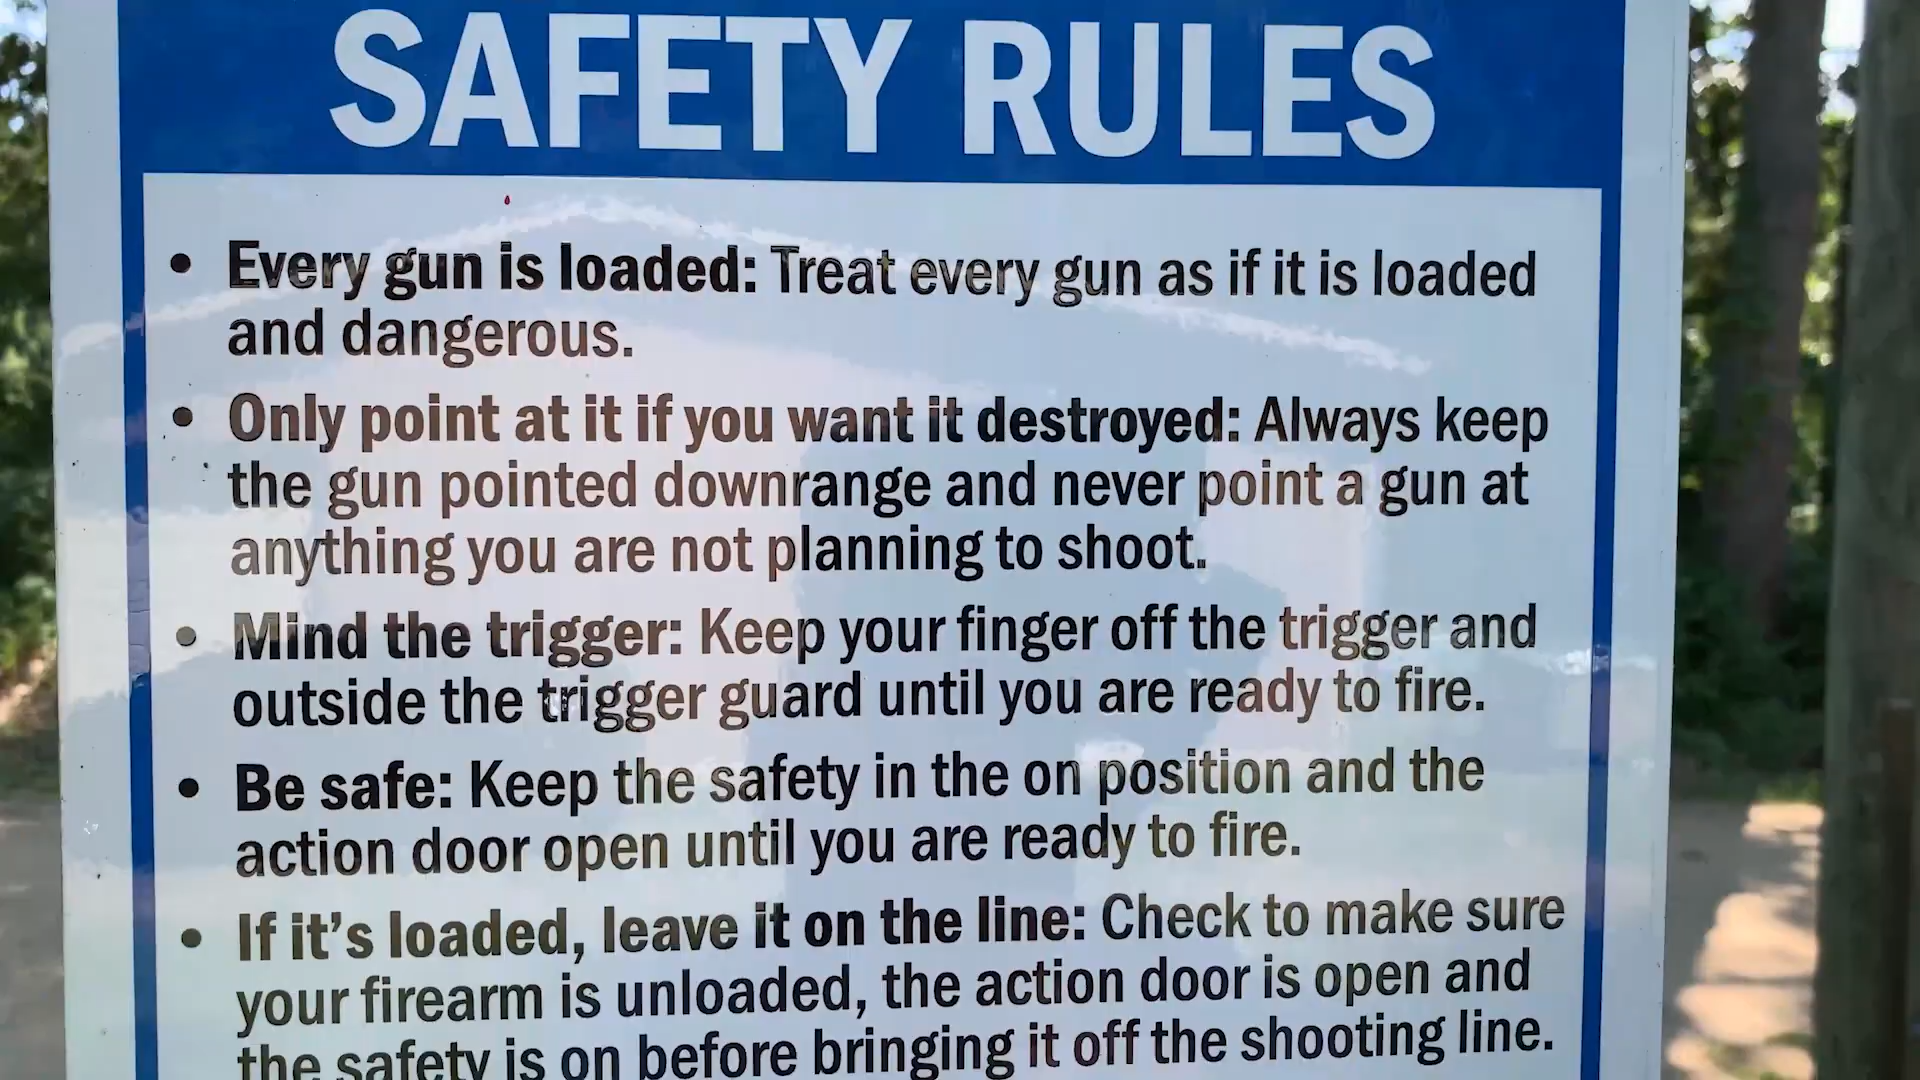 SAFETY RULES
• Every gun is loaded: Treat every gun as if it is loaded
and dangerous.
• Only point at it if you want it destroyed: Always keep
the gun pointed downrange and never point a gun at
anything you are not planning to shoot.
• Mind the trigger: Keep your finger off the trigger and
outside the trigger guard until you are ready to fire.
• Be safe: Keep the safety in the on position and the
action door open until you are ready to fire.
• If it's loaded, leave it on the line: Check to make sure
your firearm is unloaded, the action door is open and
the safety is on before bringing it off the shooting line.